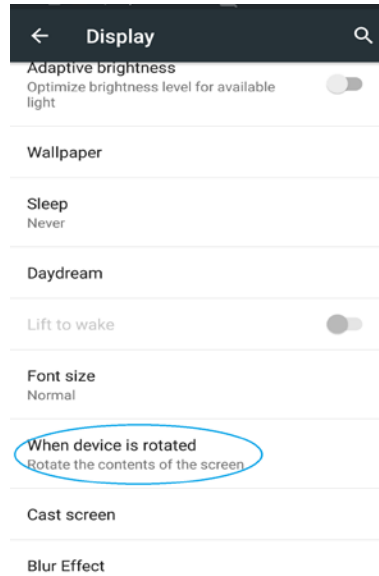 Display
Adaptive brightness
Optimize brightness level for available
light
Wallpaper
Sleep
Never
Daydream
Lift to wake
Font size
Normal
When device is rotated
Rotate the contents of the screen
Cast screen
Blur Effect